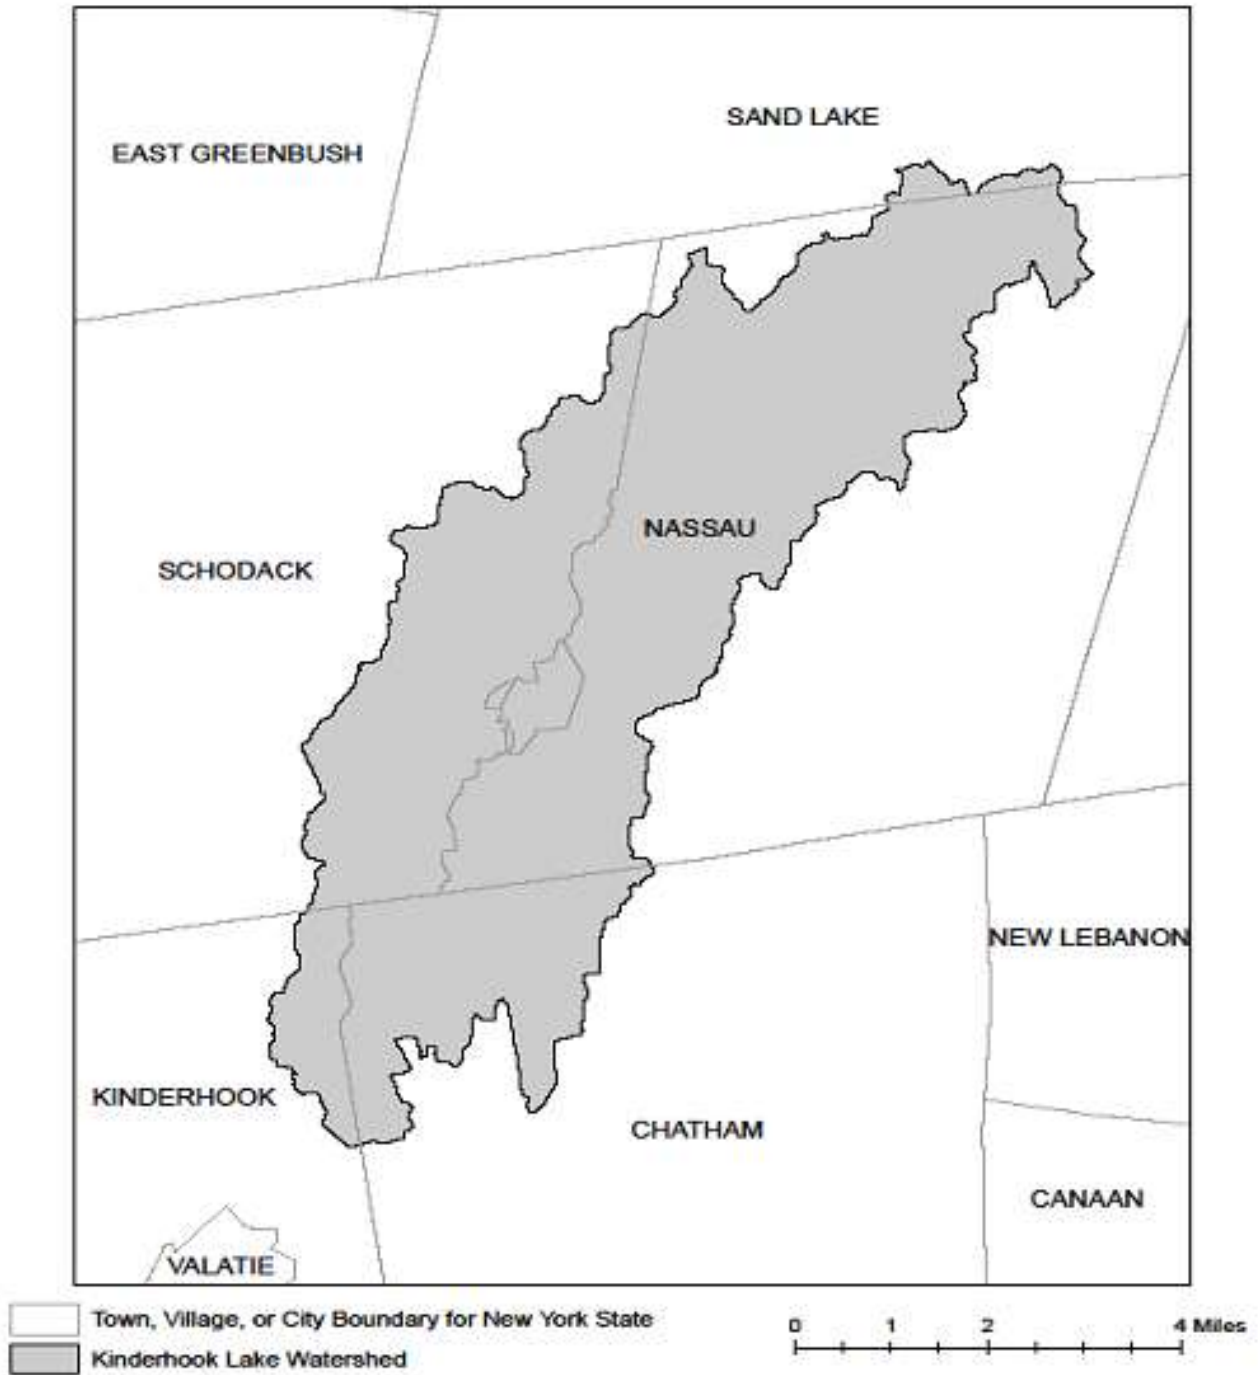 SAND LAKE
EAST GREENBUSH
NASSAU
SCHODACK
NEW LEBANON
KINDERHOOK
CHATHAM
CANAAN
VALATIE
Town, Village, or City Boundary for New York State
Kinderhook Lake Watershed
0 1 2 4 Miles